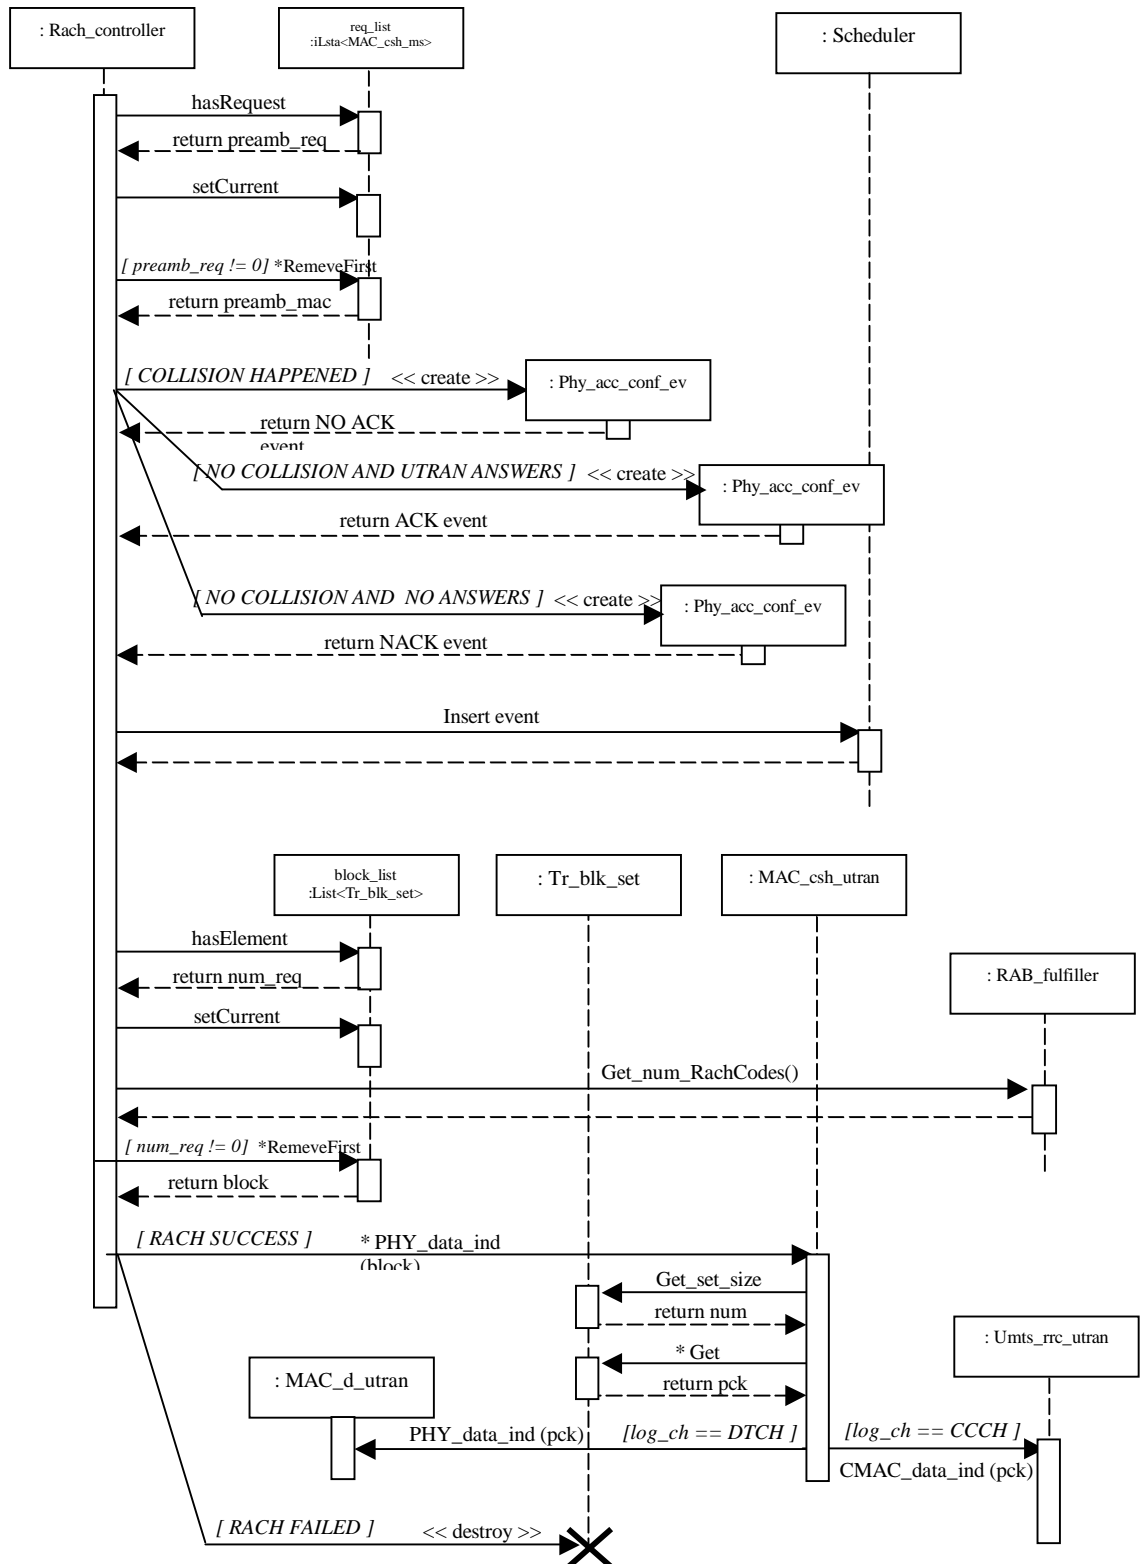 : Rach_controller
req_list
:iLsta<MAC_csh_ms>
: Scheduler
hasRequest
return preamb_req
setCurrent
[ preamb_req != 0] *RemeveFirst
return preamb_mac
[ COLLISION HAPPENED ] << create >>
: Phy_acc_conf_ev
return NO ACK
event
[ NO COLLISION AND UTRAN ANSWERS ] << create >>
: Phy_acc_conf_ev
return ACK event
[ NO COLLISION AND NO ANSWERS ] << create >>
: Phy_acc_conf_ev
return NACK event
Insert event
block_list
:List<Tr_blk_set>
: Tr_blk_set
: MAC_csh_utran
hasElement
return num_req
: RAB_fulfiller
setCurrent
Get_num_RachCodes()
[ num_req != 0] *RemeveFirst
return block
[ RACH SUCCESS ] * PHY_data_ind
(block)
Get_set_size
return num
: Umts_rrc_utran
* Get
: MAC_d_utran
return pck
PHY_data_ind (pck) [log_ch == DTCH ]
[log_ch == CCCH ]
CMAC_data_ind (pck)
[ RACH FAILED ] << destroy >>